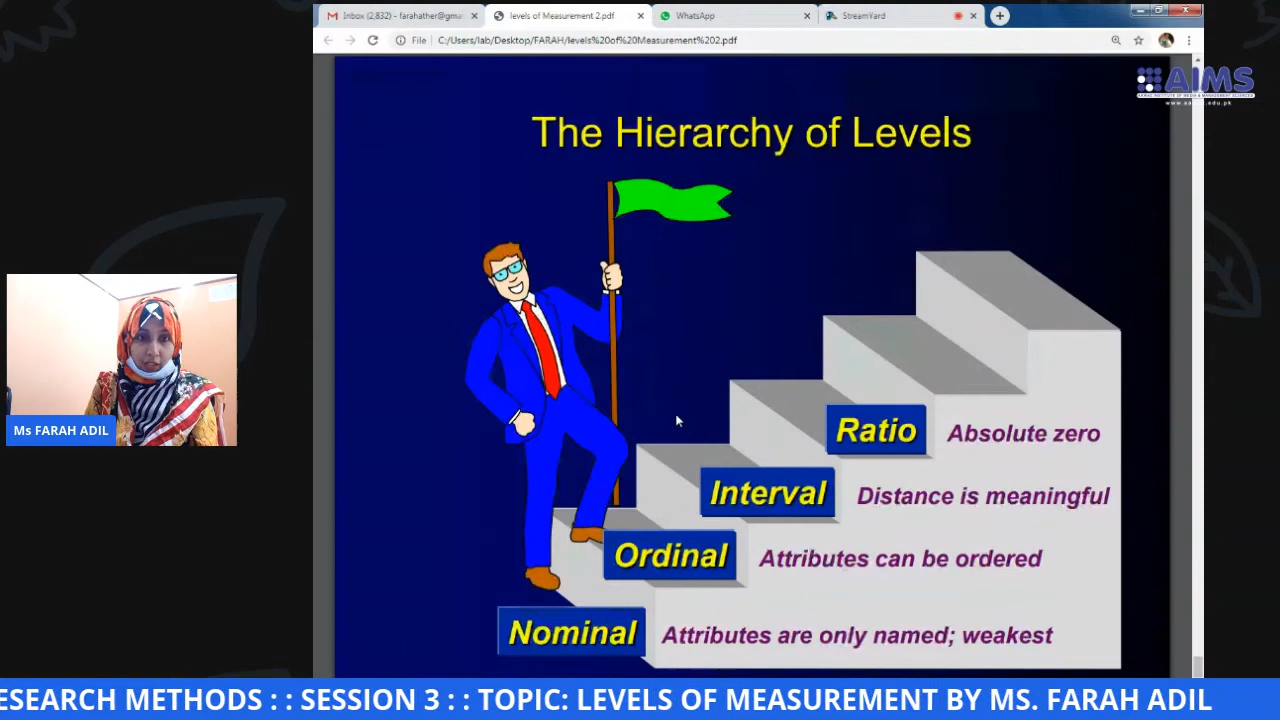 Inbox (2,832) - farahather@gma
levels of Measurement 2.pdf
WhatsApp
StreamYard
File
C:/Users/lab/Desktop/FARAH/levels%20of%20Measurement%202.pdf
AIMS
The Hierarchy of Levels
Ratio Absolute zero
Interval Distance is meaningful
Ordinal Attributes can be ordered
Nominal Attributes are only named; weakest
Ms FARAH ADIL
ESEARCH METHODS : : SESSION 3 : : TOPIC: LEVELS OF MEASUREMENT BY MS. FARAH ADIL